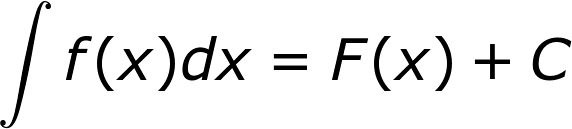 ∫ f(x)dx = F(x) + C